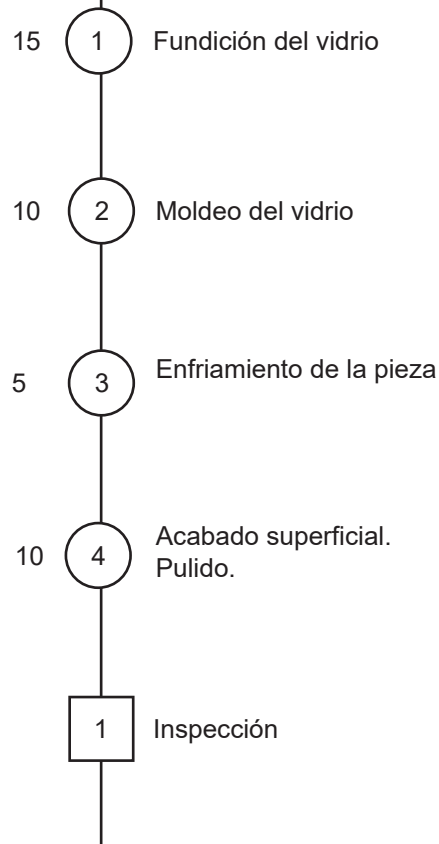 15 1 Fundición del vidrio
10 2 Moldeo del vidrio
5 3 Enfriamiento de la pieza
10 4 Acabado superficial.
Pulido.
1 Inspección